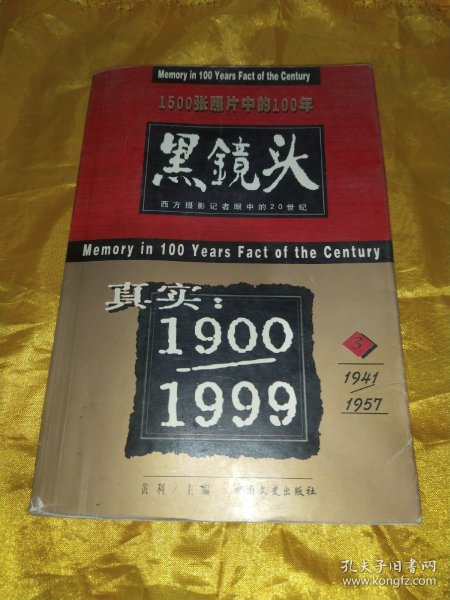 Memory in 100 Years Fact of the Century
1500张照片中的100年
黑鏡头
西方摄影记者眼中的20世纪
Memory in 100 Years Fact of the Century
真实：
1900
1999
3
1941
1957
黄利/主编 中国文史出版社
孔夫子旧书网
www.kongfz.com